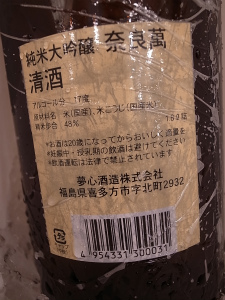 純米大吟醸 奈良萬
清酒
アルコール分 17度
原材料名 米(国産)、米こうじ(国産米)
精米歩合 48%
*お酒は20歳になってからおいしく適量を
*妊娠中・授乳期の飲酒は避けてください
*飲酒運転は法律で禁止されています
夢心酒造株式会社
福島県喜多方市字北町2932
4 954331 300031